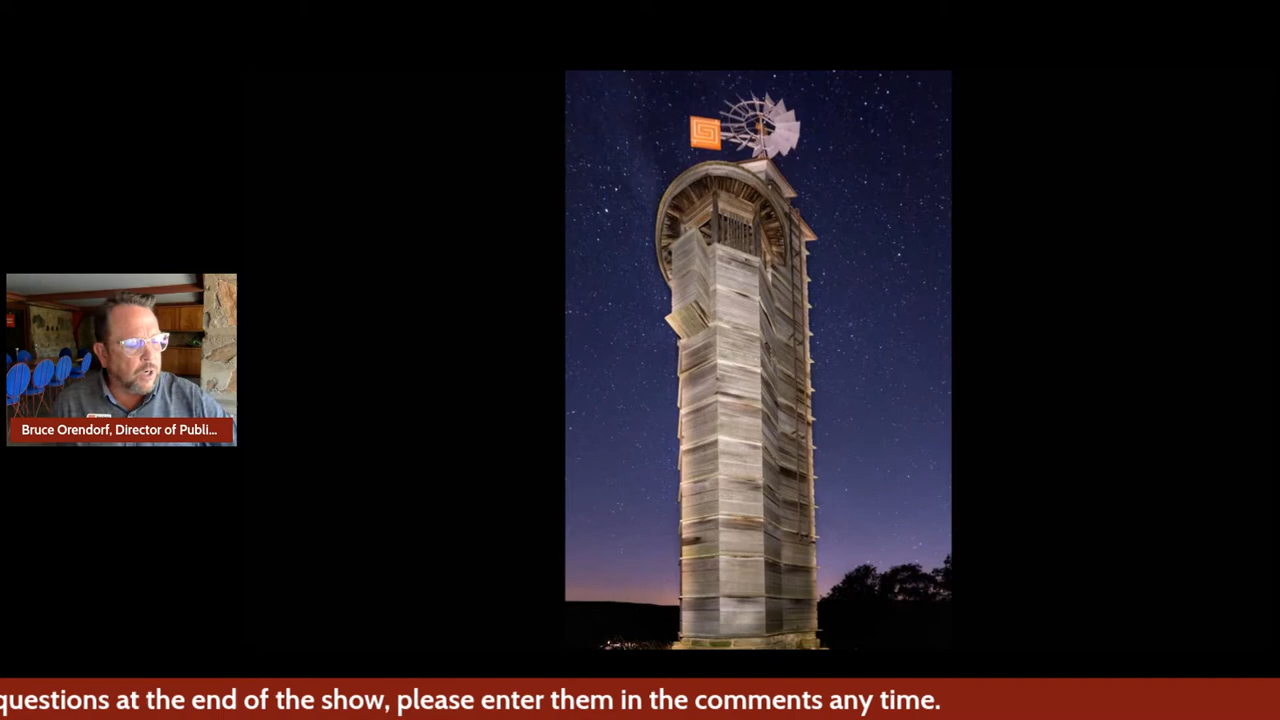 Bruce Orendorf, Director of Publi...
questions at the end of the show, please enter them in the comments any time.